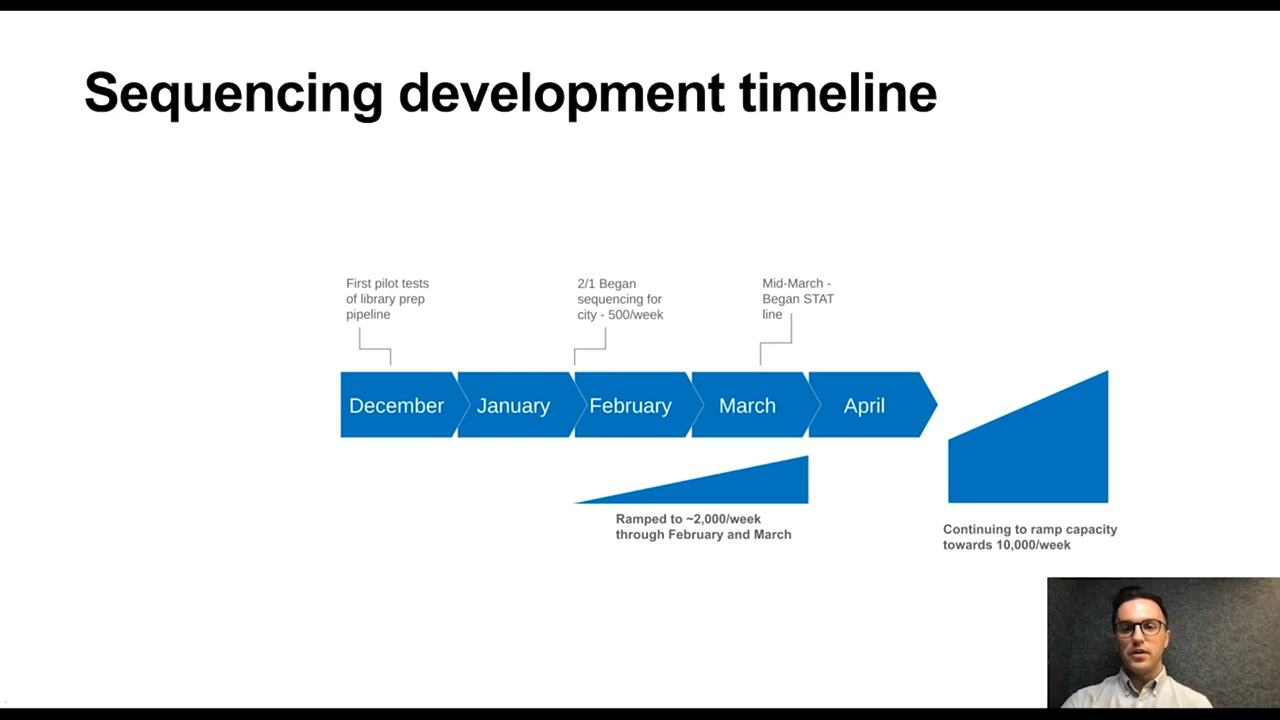 Sequencing development timeline
First pilot tests
of library prep
pipeline
2/1 Began
sequencing for
city - 500/week
Mid-March -
Began STAT
line
December
January
February
March
April
Ramped to ~2,000/week
through February and March
Continuing to ramp capacity
towards 10,000/week